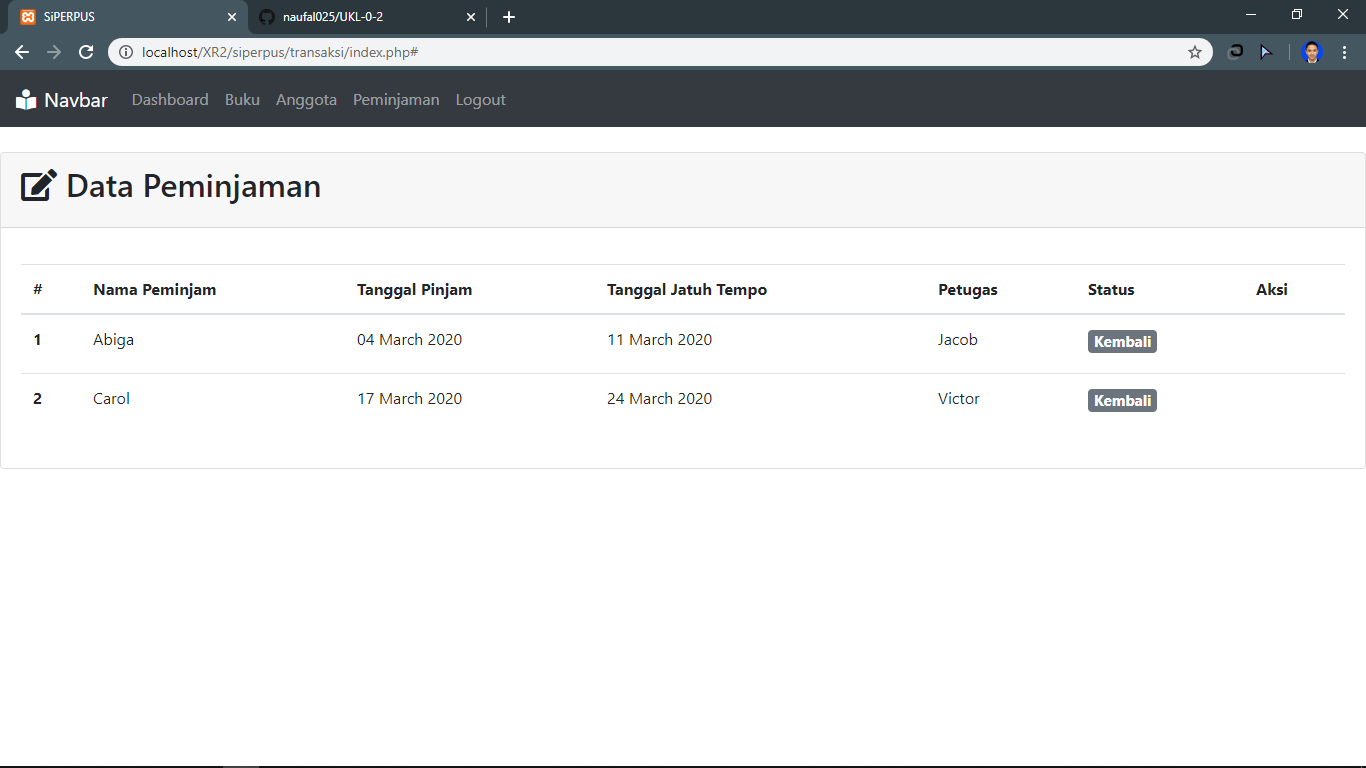 SiPERPUS
naufal025/UKL-0-2
localhost/XR2/siperpus/transaksi/index.php#
Navbar Dashboard Buku Anggota Peminjaman Logout
Data Peminjaman
# Nama Peminjam Tanggal Pinjam Tanggal Jatuh Tempo Petugas Status Aksi
1 Abiga 04 March 2020 11 March 2020 Jacob Kembali
2 Carol 17 March 2020 24 March 2020 Victor Kembali